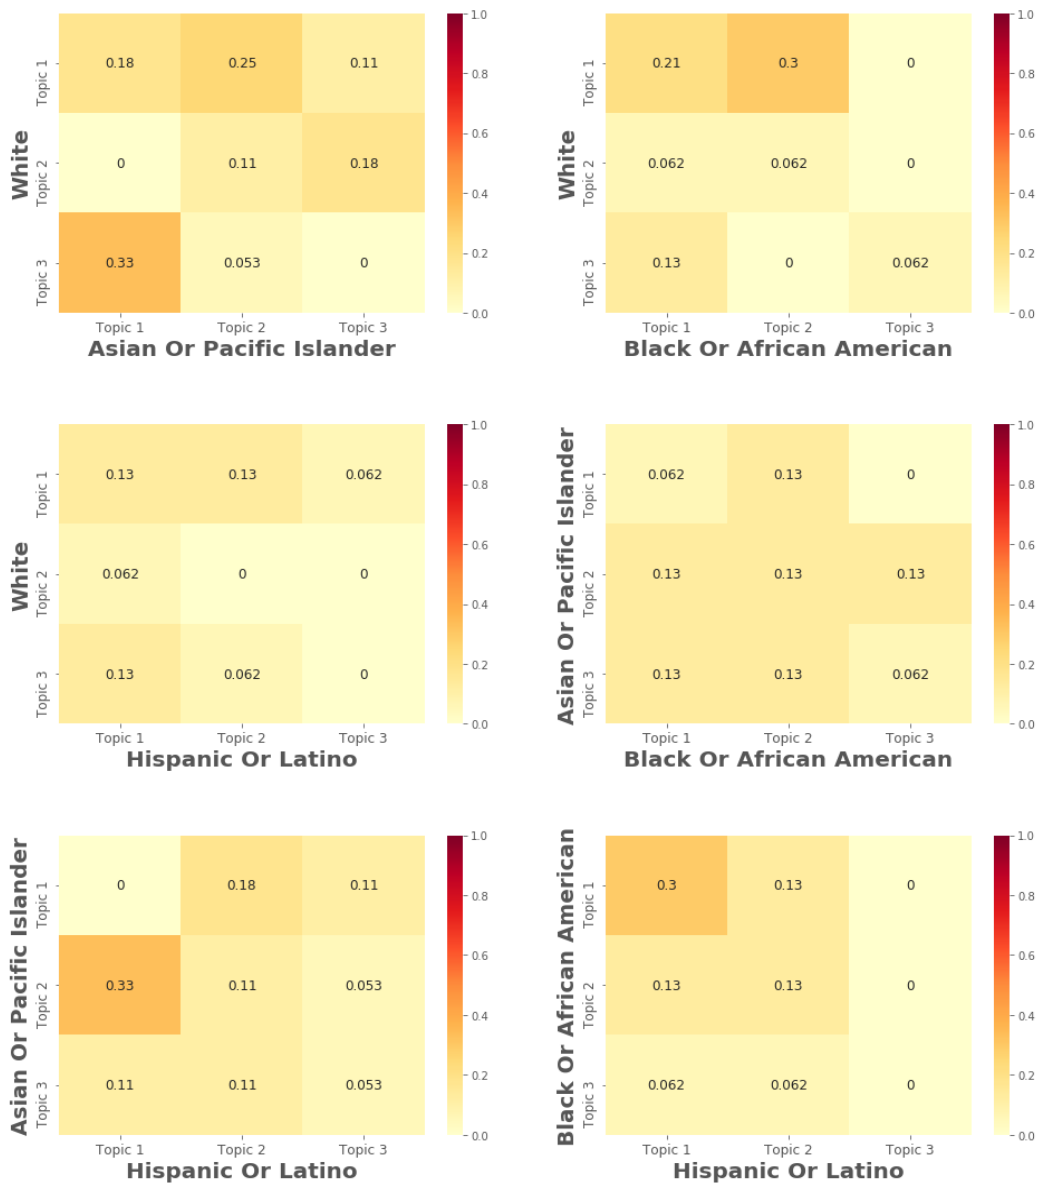 1.0
0.8
0.6
0.4
0.2
0.0
Topic 1
Topic 2
Topic 3
White
0.18 0.25 0.11
0 0.11 0.18
0.33 0.053 0
Topic 1 Topic 2 Topic 3
Asian Or Pacific Islander
1.0
0.8
0.6
0.4
0.2
0.0
Topic 1
Topic 2
Topic 3
White
0.21 0.3 0
0.062 0.062 0
0.13 0 0.062
Topic 1 Topic 2 Topic 3
Black Or African American
1.0
0.8
0.6
0.4
0.2
0.0
Topic 1
Topic 2
Topic 3
White
0.13 0.13 0.062
0.062 0 0
0.13 0.062 0
Topic 1 Topic 2 Topic 3
Hispanic Or Latino
1.0
0.8
0.6
0.4
0.2
0.0
Topic 1
Topic 2
Topic 3
Asian Or Pacific Islander
0.062 0.13 0
0.13 0.13 0.13
0.13 0.13 0.062
Topic 1 Topic 2 Topic 3
Black Or African American
1.0
0.8
0.6
0.4
0.2
0.0
Topic 1
Topic 2
Topic 3
Asian Or Pacific Islander
0 0.18 0.11
0.33 0.11 0.053
0.11 0.11 0.053
Topic 1 Topic 2 Topic 3
Hispanic Or Latino
1.0
0.8
0.6
0.4
0.2
0.0
Topic 1
Topic 2
Topic 3
Black Or African American
0.3 0.13 0
0.13 0.13 0
0.062 0.062 0
Topic 1 Topic 2 Topic 3
Hispanic Or Latino